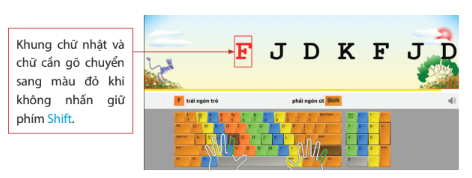 Khung chữ nhật và
chữ cần gõ chuyển
sang màu đỏ khi
không nhấn giữ
phím Shift.
F J D K F J D
F trái ngón trỏ phải ngón út Shift